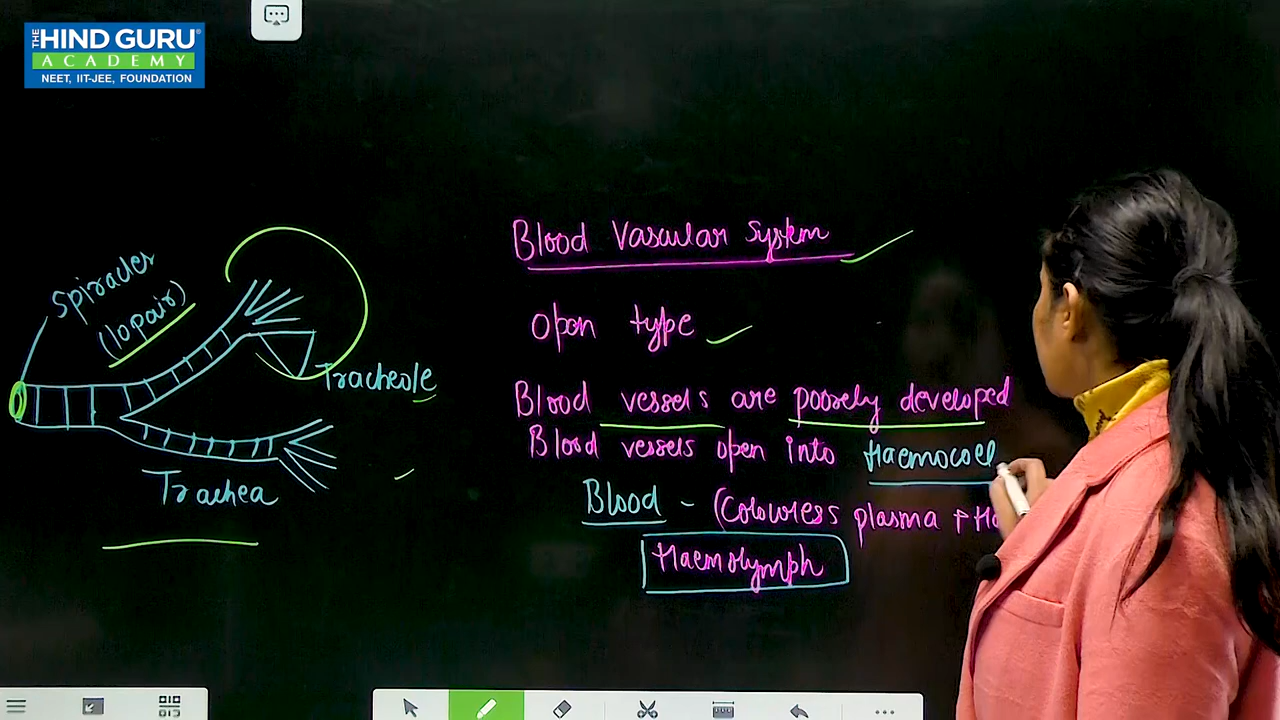 THE HIND GURU®
ACADEMY
NEET, IIT-JEE, FOUNDATION
Spiracles
(10 pair)
Tracheole
Trachea
Blood Vascular System
Open type
Blood vessels are poorely developed
Blood vessels open into Haemocoel
Blood - (Colourless plasma +
Haemolymph